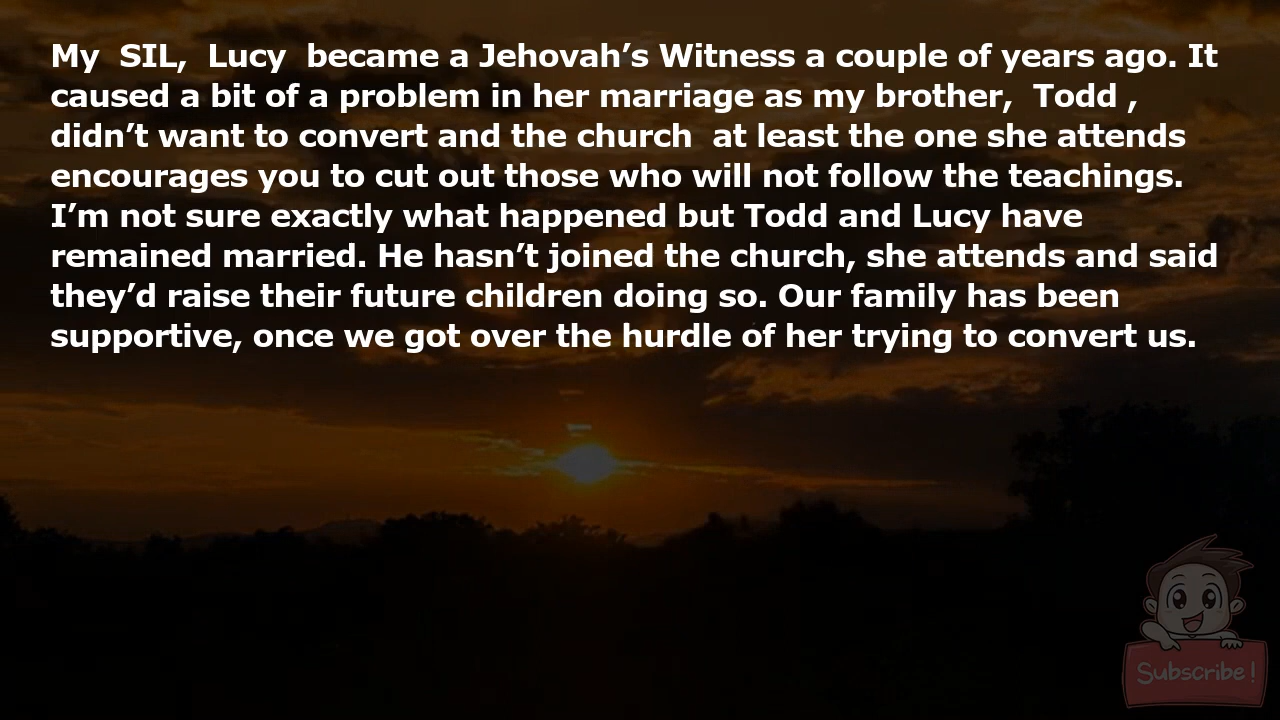 My  SIL,  Lucy  became a Jehovah’s Witness a couple of years ago. It
caused a bit of a problem in her marriage as my brother,  Todd ,
didn’t want to convert and the church  at least the one she attends
encourages you to cut out those who will not follow the teachings.
I’m not sure exactly what happened but Todd and Lucy have
remained married. He hasn’t joined the church, she attends and said
they’d raise their future children doing so. Our family has been
supportive, once we got over the hurdle of her trying to convert us.
Subscribe!